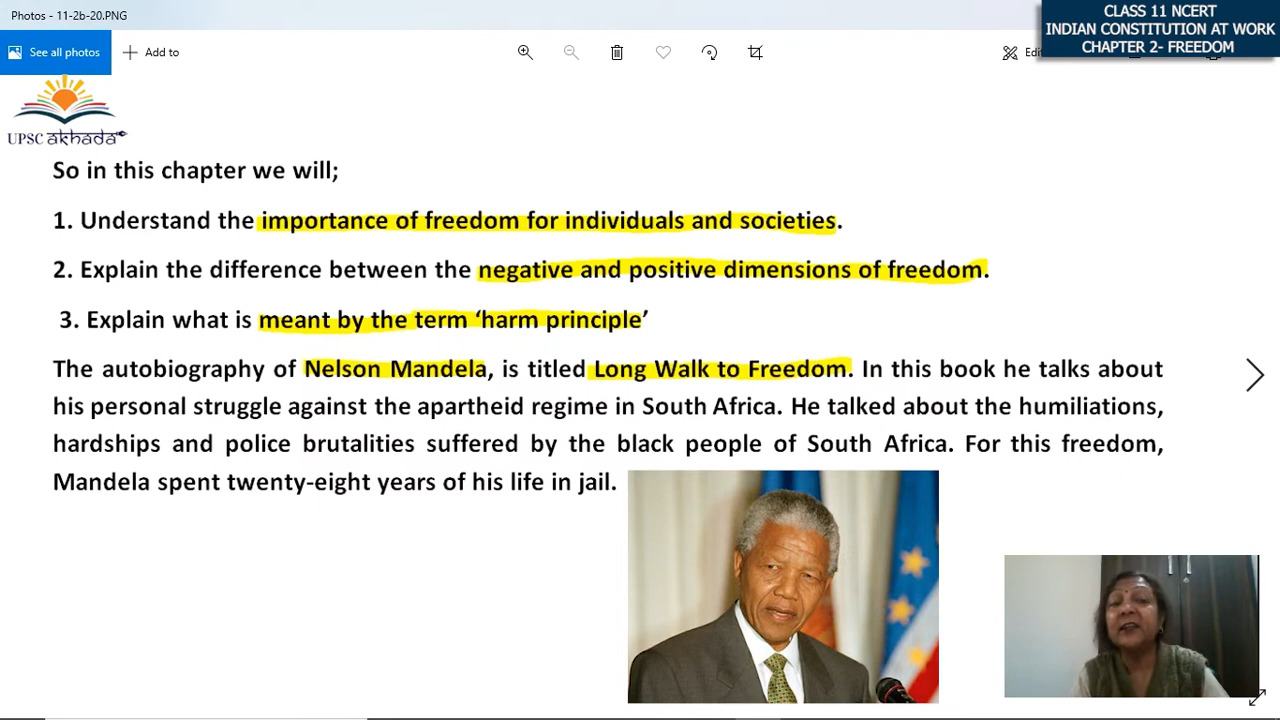 Photos - 11-2b-20.PNG
CLASS 11 NCERT
INDIAN CONSTITUTION AT WORK
CHAPTER 2- FREEDOM
See all photos
Add to
UPSC akhada
So in this chapter we will;
1. Understand the importance of freedom for individuals and societies.
2. Explain the difference between the negative and positive dimensions of freedom.
3. Explain what is meant by the term ‘harm principle’
The autobiography of Nelson Mandela, is titled Long Walk to Freedom. In this book he talks about
his personal struggle against the apartheid regime in South Africa. He talked about the humiliations,
hardships and police brutalities suffered by the black people of South Africa. For this freedom,
Mandela spent twenty-eight years of his life in jail.